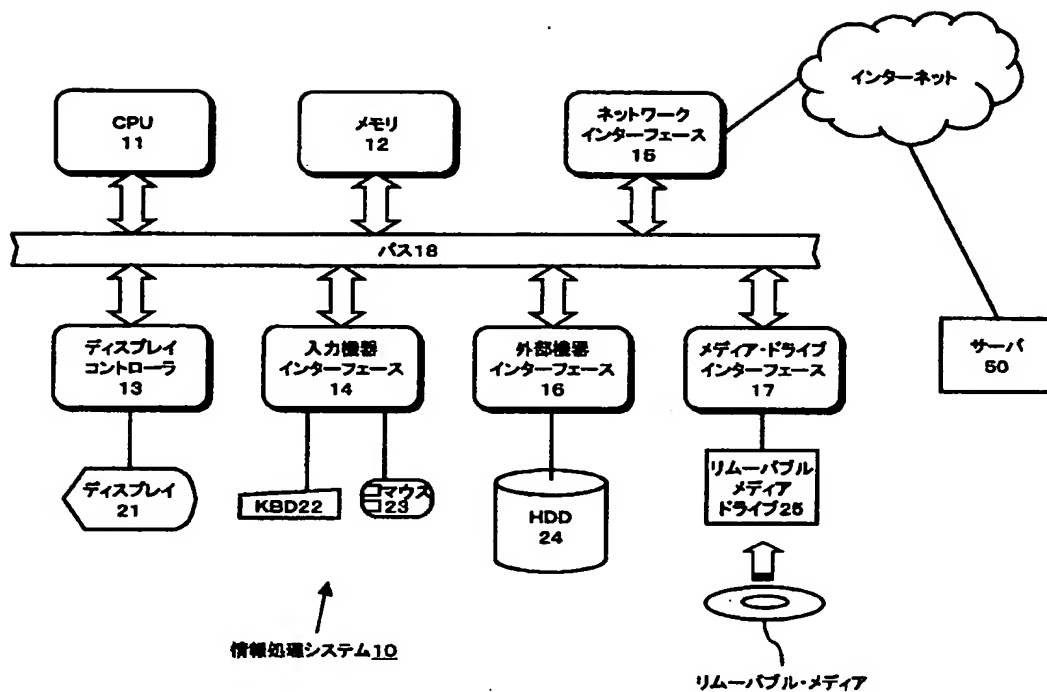 インターネット
CPU
11
メモリ
12
ネットワーク
インターフェース
15
バス18
ディスプレイ
コントローラ
13
入力機器
インターフェース
14
外部機器
インターフェース
16
メディア・ドライブ
インターフェース
17
サーバ
50
ディスプレイ
21
KBD22
マウス
23
HDD
24
リムーバブル
メディア
ドライブ25
情報処理システム10
リムーバブル・メディア